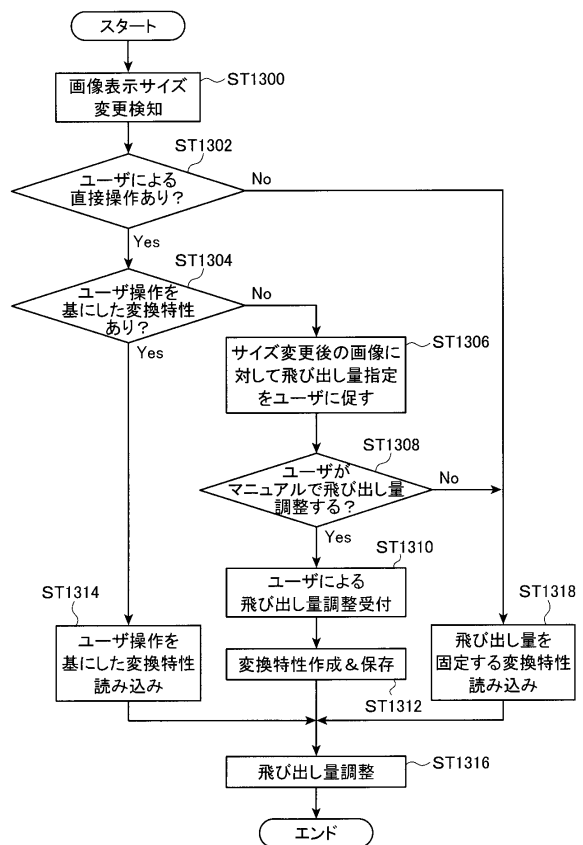 スタート
画像表示サイズ
変更検知
ST1300
ユーザによる
直接操作あり?
ST1302
No
Yes
ユーザ操作を
基にした変換特性
あり?
ST1304
No
Yes
サイズ変更後の画像に
対して飛び出し量指定
をユーザに促す
ST1306
ユーザが
マニュアルで飛び出し量
調整する?
ST1308
No
Yes
ユーザによる
飛び出し量調整受付
ST1310
変換特性作成&保存
ST1312
ユーザ操作を
基にした変換特性
読み込み
ST1314
飛び出し量を
固定する変換特性
読み込み
ST1318
飛び出し量調整
ST1316
エンド